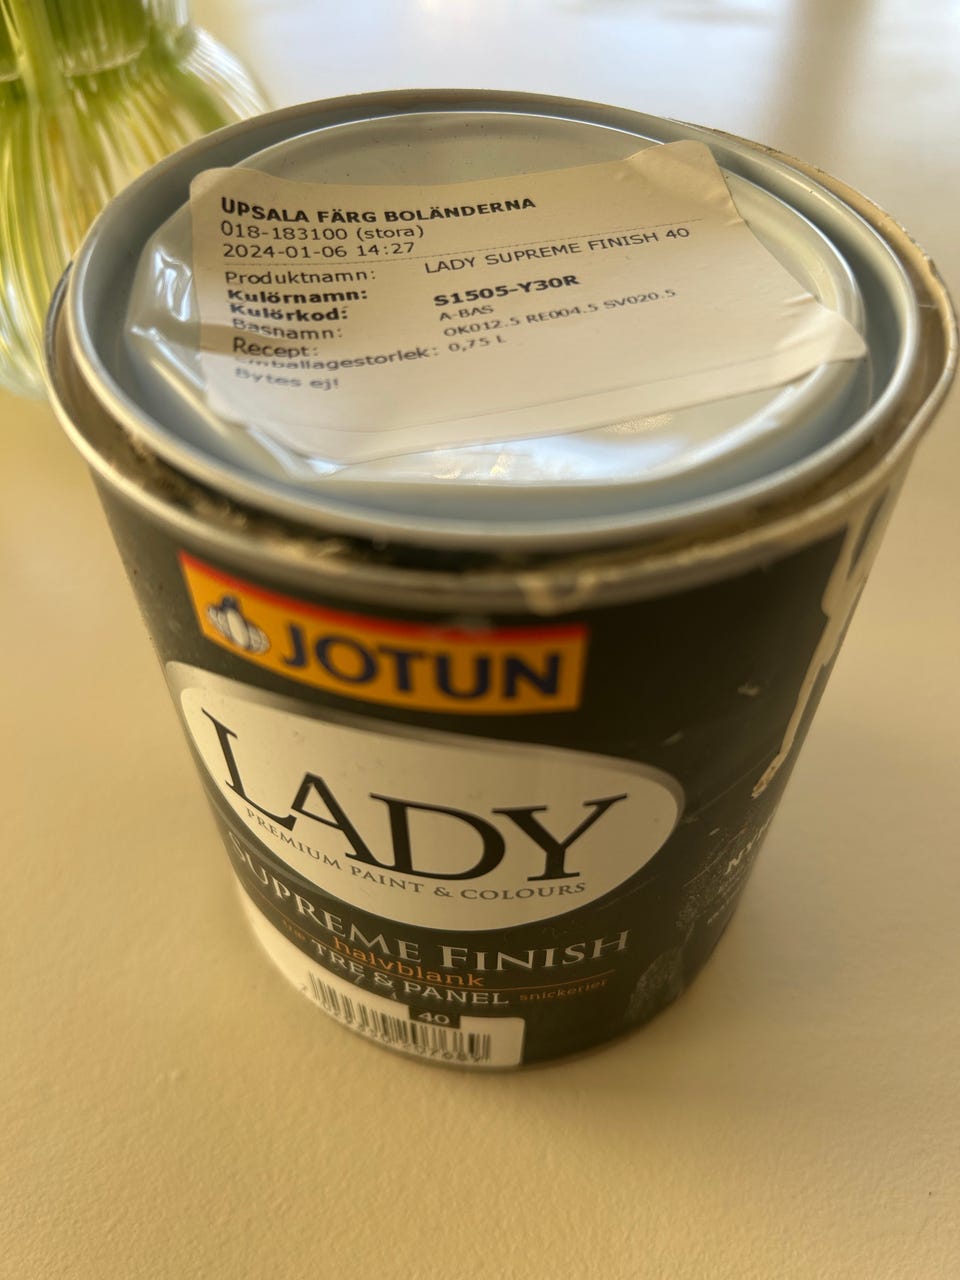 UPSALA FÄRG BOLÄNDERNA
018-183100 (stora)
2024-01-06 14:27
Produktnamn: LADY SUPREME FINISH 40
Kulörnamn:
Kulörkod: S1505-Y30R
Basnamn: A-BAS
Recept: OK012.5 RE004.5 SV020.5
Emballagestorlek: 0,75 L
Bytes ej!
JOTUN
LADY
PREMIUM PAINT & COLOURS
SUPREME FINISH
halvblank
TRE & PANEL snickerier
40